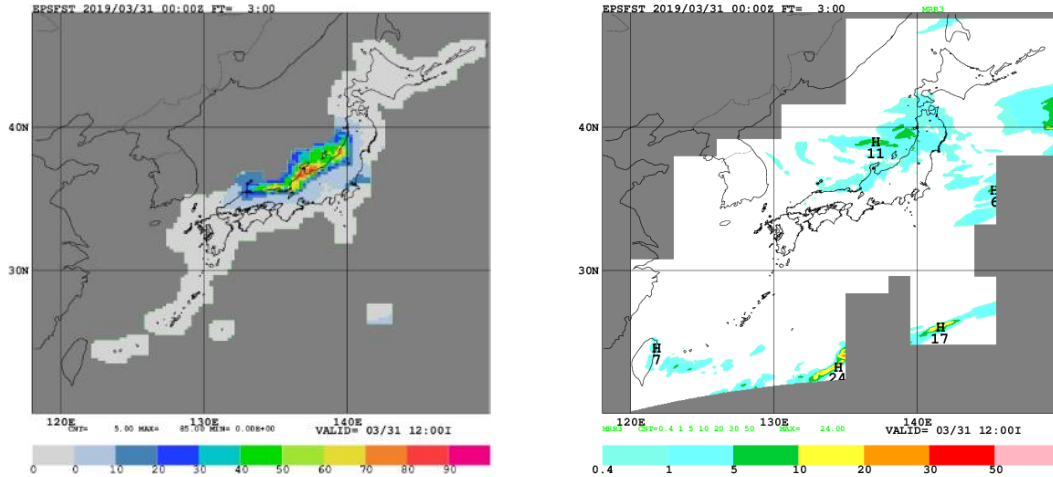 EPSFST 2019/03/31 00:00Z FT= 3:00
40N
30N
120E 130E 140E
CNT= 5.00 MAX= 85.00 MIN= 0.00E+00 VALID= 03/31 12:00I
0 0 10 20 30 40 50 60 70 80 90
EPSFST 2019/03/31 00:00Z FT= 3:00 MRR3
40N
H
11
H
6
30N
H
17
H
7
H
24
120E 130E 140E
MRR3 CNT=0.4 1 5 10 20 30 50 MAX= 24.00 VALID= 03/31 12:00I
0.4 1 5 10 20 30 50